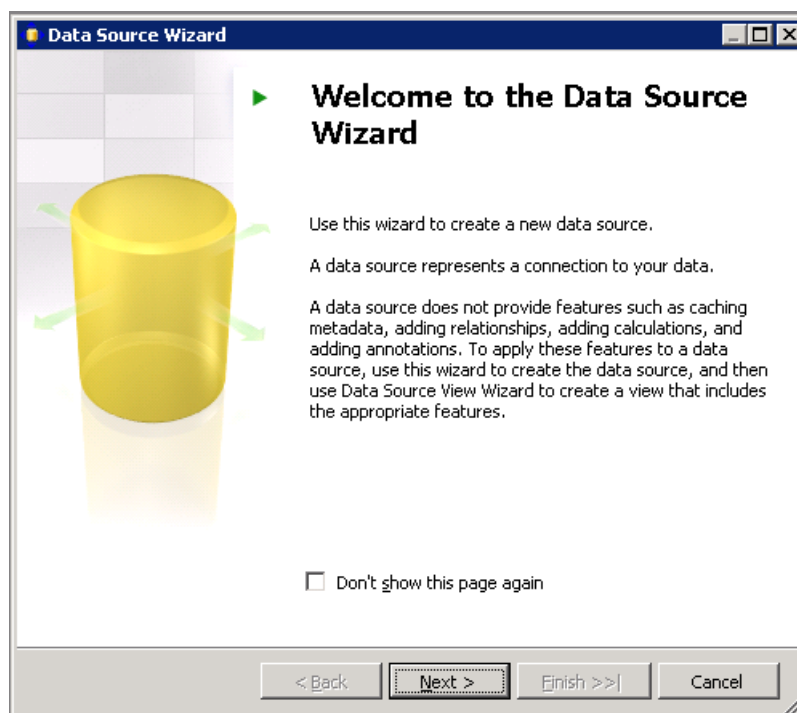 Data Source Wizard
Welcome to the Data Source
Wizard
Use this wizard to create a new data source.
A data source represents a connection to your data.
A data source does not provide features such as caching
metadata, adding relationships, adding calculations, and
adding annotations. To apply these features to a data
source, use this wizard to create the data source, and then
use Data Source View Wizard to create a view that includes
the appropriate features.
Don't show this page again
< Back Next > Finish >>| Cancel